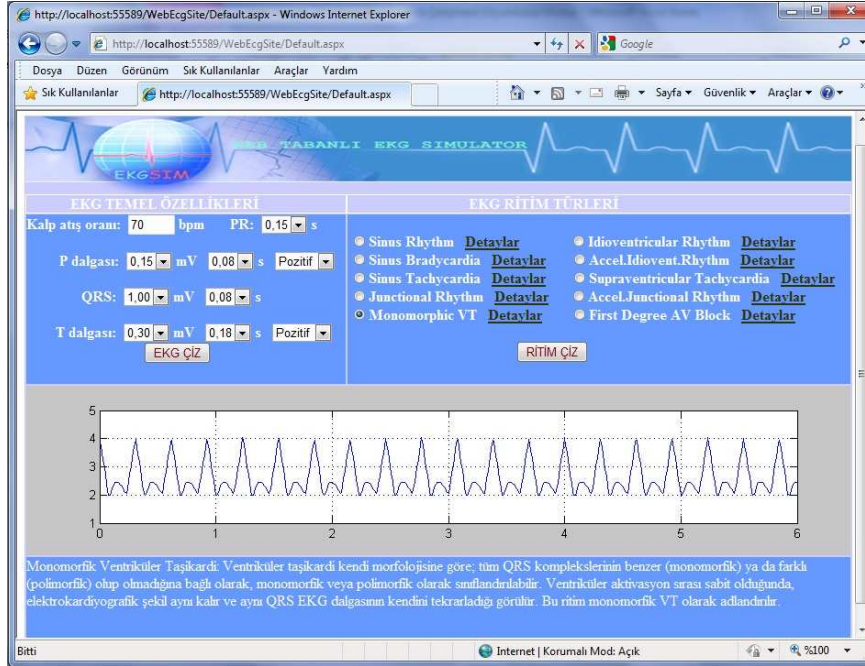 http://localhost:55589/WebEcgSite/Default.aspx - Windows Internet Explorer
http://localhost:55589/WebEcgSite/Default.aspx
Google
Dosya Düzen Görünüm Sık Kullanılanlar Araçlar Yardım
Sık Kullanılanlar http://localhost:55589/WebEcgSite/Default.aspx Sayfa Güvenlik Araçlar
WEB TABANLI EKG SIMULATOR
EKGSIM
EKG TEMEL ÖZELLİKLERİ EKG RİTİM TÜRLERİ
Kalp atış oranı: 70 bpm PR: 0,15 s
P dalgası: 0,15 mV 0,08 s Pozitif
QRS: 1,00 mV 0,08 s
T dalgası: 0,30 mV 0,18 s Pozitif
EKG ÇİZ
Sinus Rhythm Detaylar Idioventricular Rhythm Detaylar
Sinus Bradycardia Detaylar Accel.Idiovent.Rhythm Detaylar
Sinus Tachycardia Detaylar Supraventricular Tachycardia Detaylar
Junctional Rhythm Detaylar Accel.Junctional Rhythm Detaylar
Monomorphic VT Detaylar First Degree AV Block Detaylar
RİTİM ÇİZ
5
4
3
2
1
0 1 2 3 4 5 6
Monomorfik Ventriküler Taşikardi: Ventriküler taşikardi kendi morfolojisine göre; tüm QRS komplekslerinin benzer (monomorfik) ya da farklı
(polimorfik) olup olmadığına bağlı olarak, monomorfik veya polimorfik olarak sınıflandırılabilir. Ventriküler aktivasyon sırası sabit olduğunda,
elektrokardiyografik şekil aynı kalır ve aynı QRS EKG dalgasının kendini tekrarladığı görülür. Bu ritim monomorfik VT olarak adlandırılır.
Bitti Internet | Korumalı Mod: Açık %100